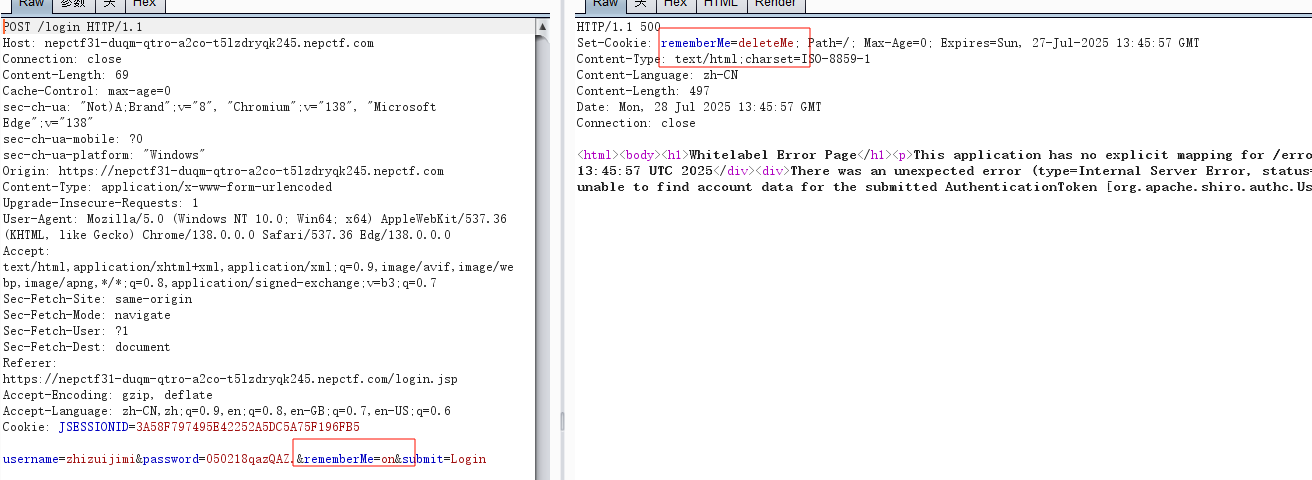 Raw 参数 头 Hex
POST /login HTTP/1.1
Host: nepctf31-duqm-qtro-a2co-t5lzdryqk245.nepctf.com
Connection: close
Content-Length: 69
Cache-Control: max-age=0
sec-ch-ua: "Not)A;Brand";v="8", "Chromium";v="138", "Microsoft
Edge";v="138"
sec-ch-ua-mobile: ?0
sec-ch-ua-platform: "Windows"
Origin: https://nepctf31-duqm-qtro-a2co-t5lzdryqk245.nepctf.com
Content-Type: application/x-www-form-urlencoded
Upgrade-Insecure-Requests: 1
User-Agent: Mozilla/5.0 (Windows NT 10.0; Win64; x64) AppleWebKit/537.36
(KHTML, like Gecko) Chrome/138.0.0.0 Safari/537.36 Edg/138.0.0.0
Accept:
text/html,application/xhtml+xml,application/xml;q=0.9,image/avif,image/we
bp,image/apng,*/*;q=0.8,application/signed-exchange;v=b3;q=0.7
Sec-Fetch-Site: same-origin
Sec-Fetch-Mode: navigate
Sec-Fetch-User: ?1
Sec-Fetch-Dest: document
Referer:
https://nepctf31-duqm-qtro-a2co-t5lzdryqk245.nepctf.com/login.jsp
Accept-Encoding: gzip, deflate
Accept-Language: zh-CN,zh;q=0.9,en;q=0.8,en-GB;q=0.7,en-US;q=0.6
Cookie: JSESSIONID=3A58F797495E42252A5DC5A75F196FB5
username=zhizuijimi&password=050218qazQAZ.&rememberMe=on&submit=Login
Raw 头 Hex HTML Render
HTTP/1.1 500
Set-Cookie: rememberMe=deleteMe; Path=/; Max-Age=0; Expires=Sun, 27-Jul-2025 13:45:57 GMT
Content-Type: text/html;charset=ISO-8859-1
Content-Language: zh-CN
Content-Length: 497
Date: Mon, 28 Jul 2025 13:45:57 GMT
Connection: close
<html><body><h1>Whitelabel Error Page</h1><p>This application has no explicit mapping for /erro
13:45:57 UTC 2025</div><div>There was an unexpected error (type=Internal Server Error, status=
unable to find account data for the submitted AuthenticationToken [org.apache.shiro.authc.Us